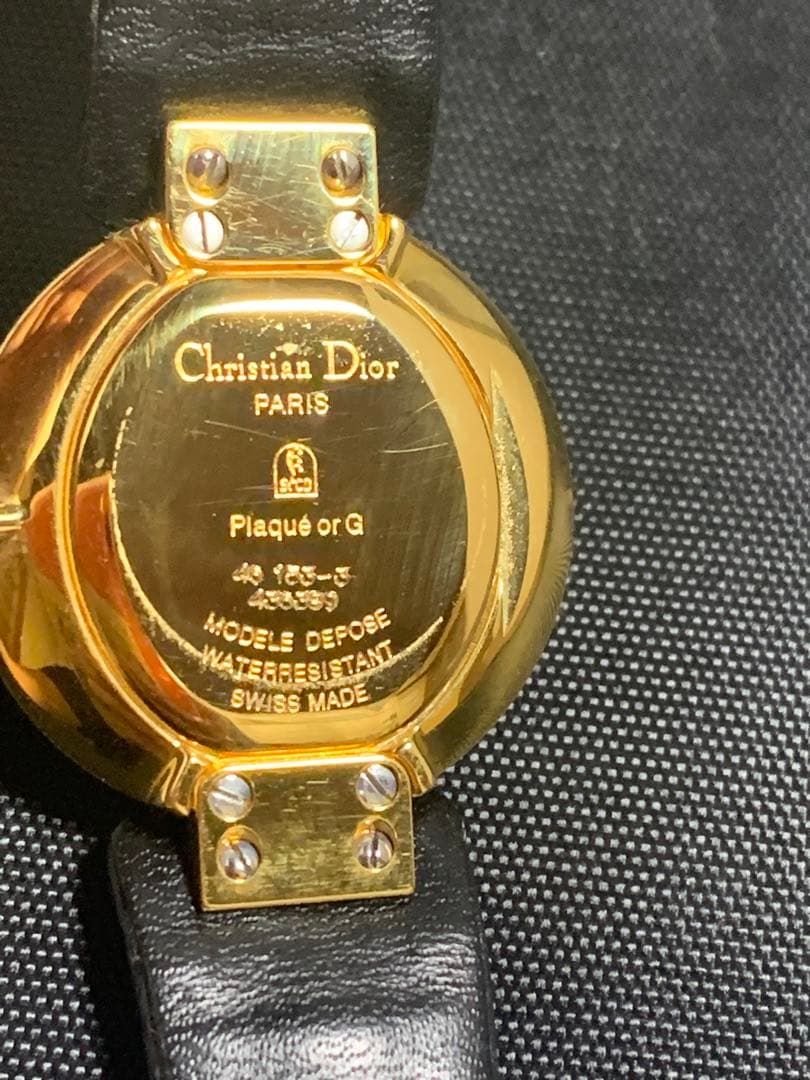 Christian Dior
PARIS
Plaqué or G
MODELE DEPOSE
WATERRESISTANT
SWISS MADE